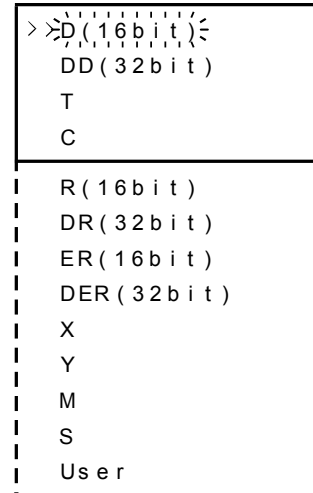 >>D(16bit)
DD(32bit)
T
C
R(16bit)
DR(32bit)
ER(16bit)
DER(32bit)
X
Y
M
S
User